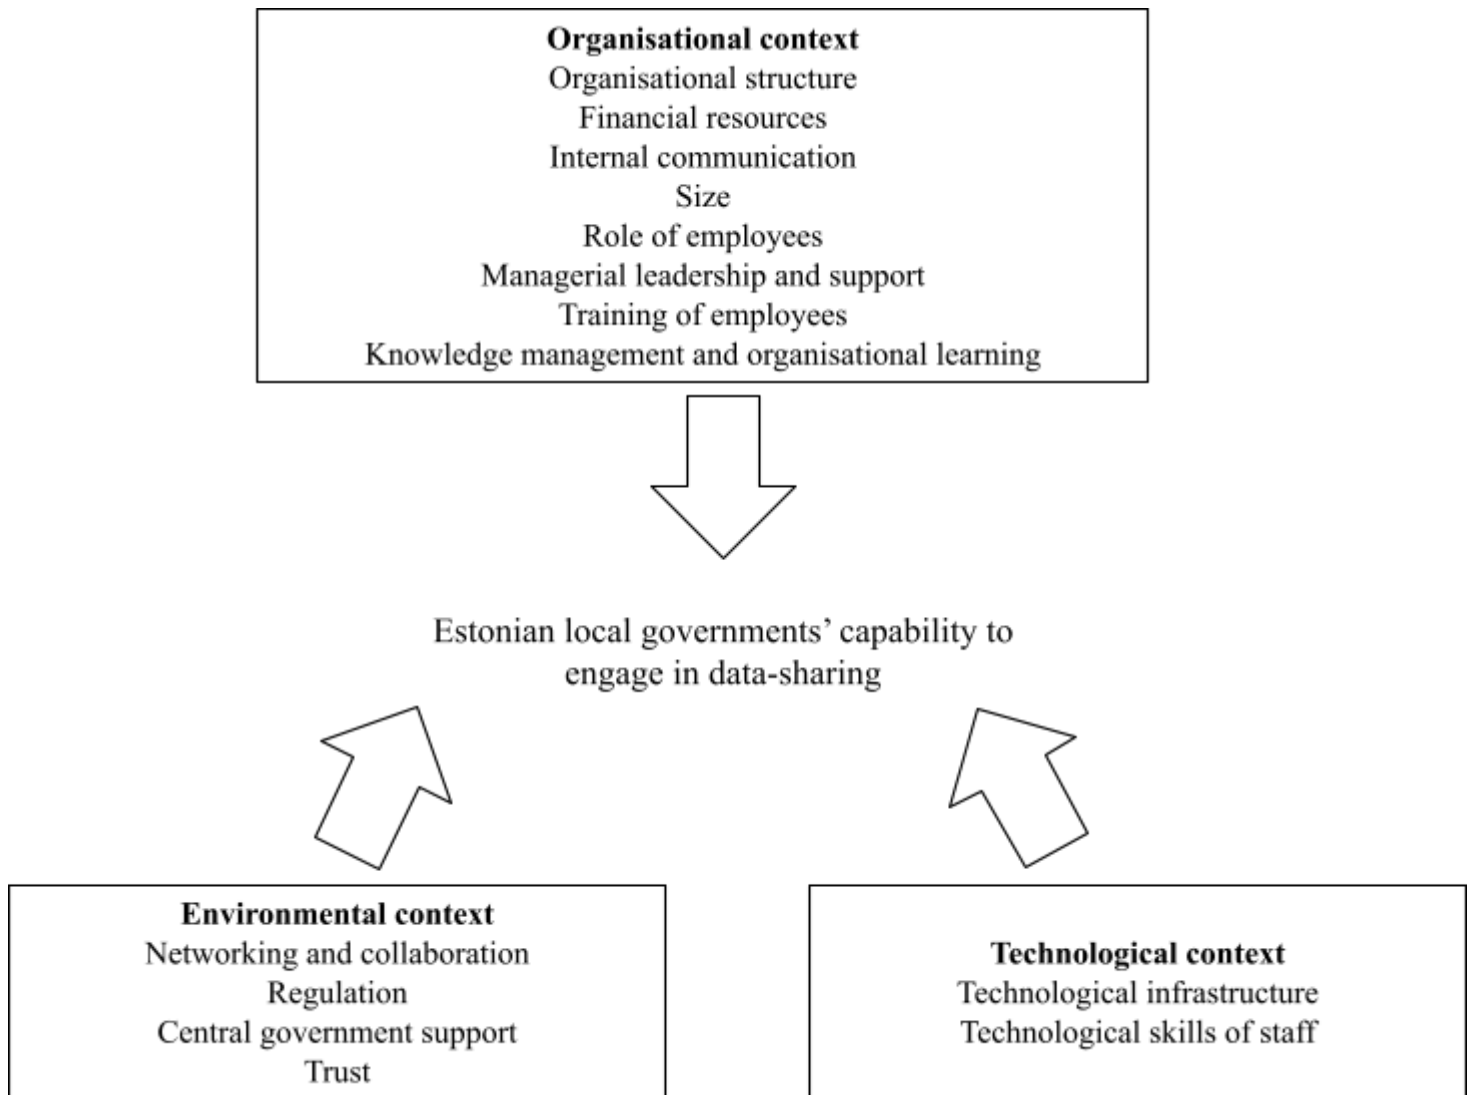 Organisational context
Organisational structure
Financial resources
Internal communication
Size
Role of employees
Managerial leadership and support
Training of employees
Knowledge management and organisational learning
Estonian local governments’ capability to
engage in data-sharing
Environmental context
Networking and collaboration
Regulation
Central government support
Trust
Technological context
Technological infrastructure
Technological skills of staff